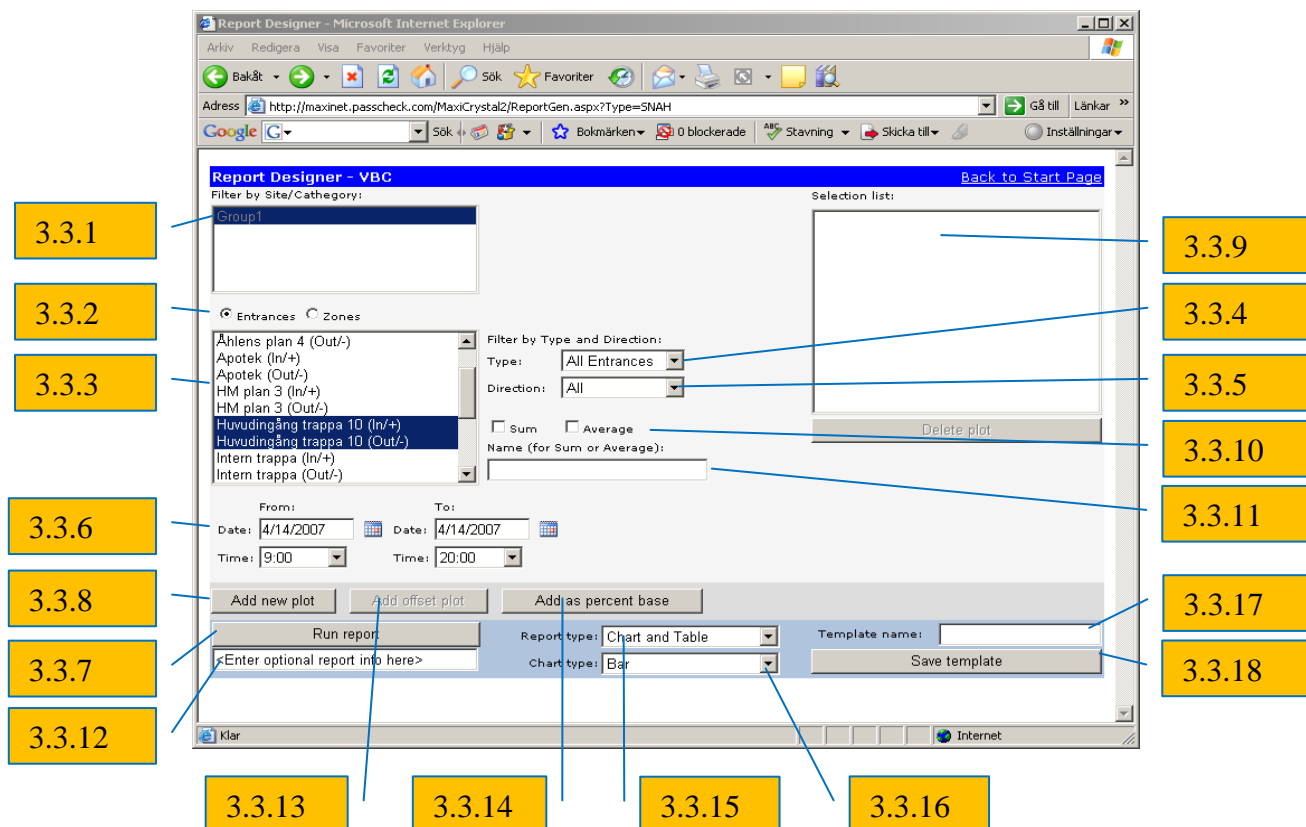 Report Designer - Microsoft Internet Explorer
Arkiv Redigera Visa Favoriter Verktyg Hjälp
Bakåt Sök Favoriter
Adress http://maxinet.passcheck.com/MaxiCrystal2/ReportGen.aspx?Type=SNAH Gå till Länkar »
Google G Sök Bokmärken 0 blockerade ABC Stavning Skicka till Inställningar
Report Designer - VBC Back to Start Page
Filter by Site/Cathegory: Selection list:
Group1
3.3.1
3.3.9
3.3.2
Entrances Zones
3.3.4
Åhlens plan 4 (Out/-)
Apotek (In/+)
Apotek (Out/-)
HM plan 3 (In/+)
HM plan 3 (Out/-)
Huvudingång trappa 10 (In/+)
Huvudingång trappa 10 (Out/-)
Intern trappa (In/+)
Intern trappa (Out/-)
3.3.3
Filter by Type and Direction:
Type: All Entrances
Direction: All
3.3.5
Sum Average
Delete plot
3.3.10
Name (for Sum or Average):
3.3.11
From: To:
3.3.6
Date: 4/14/2007 Date: 4/14/2007
Time: 9:00 Time: 20:00
3.3.8
Add new plot Add offset plot Add as percent base
3.3.17
Run report Report type: Chart and Table Template name:
3.3.7
<Enter optional report info here> Chart type: Bar Save template
3.3.18
3.3.12
Klar Internet
3.3.13 3.3.14 3.3.15 3.3.16